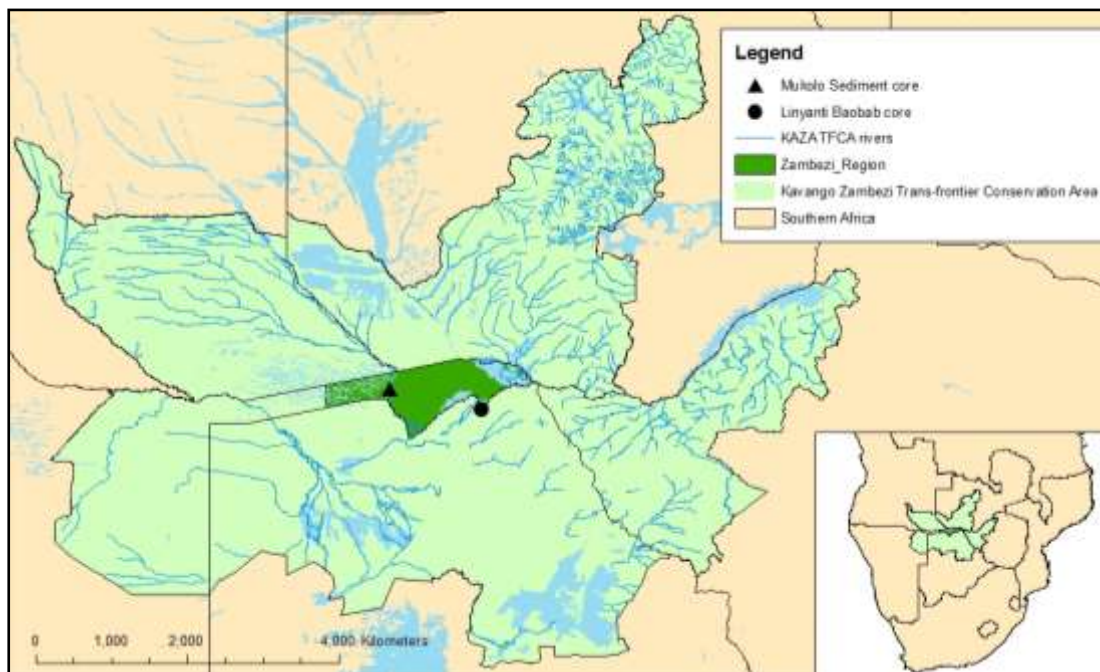 Legend
Mukolo Sediment core
Linyanti Baobab core
KAZA TFCA rivers
Zambezi_Region
Kavango Zambezi Trans-frontier Conservation Area
Southern Africa
0 1,000 2,000 4,000 Kilometers